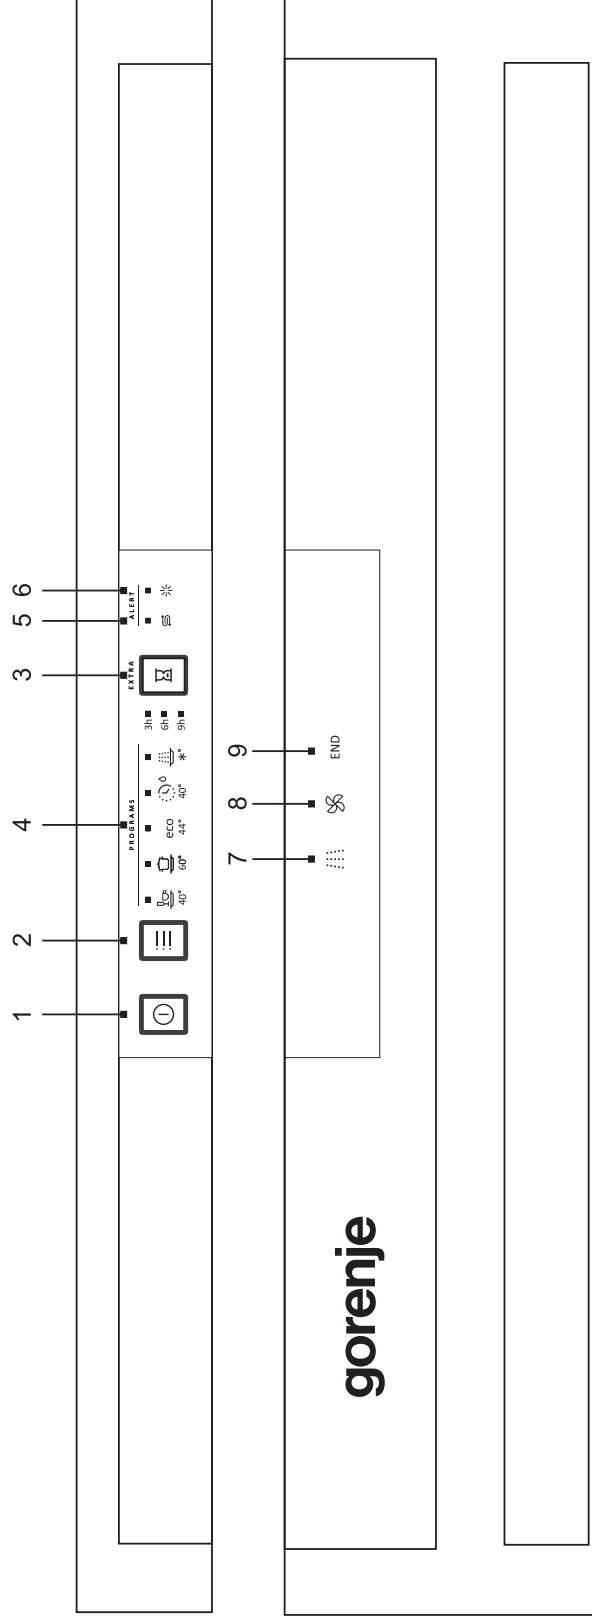 1 2 4 3 5 6
PROGRAMS EXTRA ALERT
3h
6h
9h
eco
40° 60° 44° 40° *°
7 8 9
END
gorenje